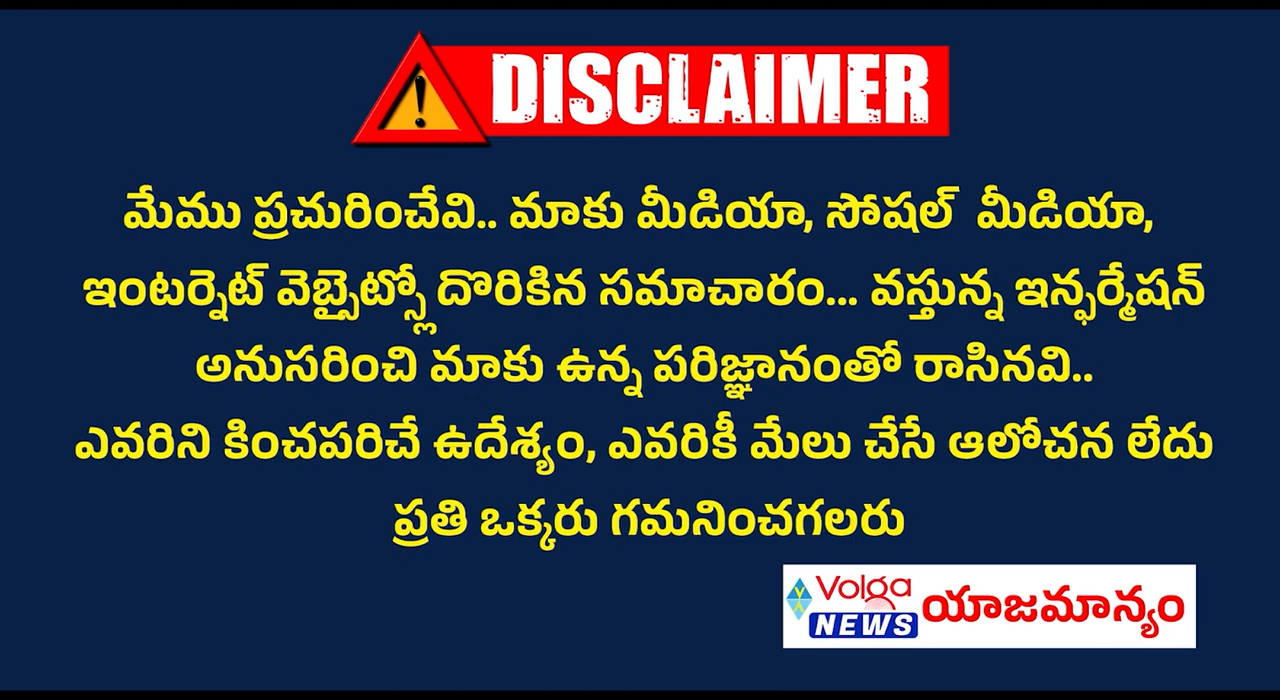 DISCLAIMER
మేము ప్రచురించేవి.. మాకు మీడియా, సోషల్ మీడియా,
ఇంటర్నెట్ వెబ్సైట్స్లో దొరికిన సమాచారం... వస్తున్న ఇన్ఫర్మేషన్
అనుసరించి మాకు ఉన్న పరిజ్ఞానంతో రాసినవి..
ఎవరిని కించపరిచే ఉదేశ్యం, ఎవరికీ మేలు చేసే ఆలోచన లేదు
ప్రతి ఒక్కరు గమనించగలరు
Volga
NEWS యాజమాన్యం